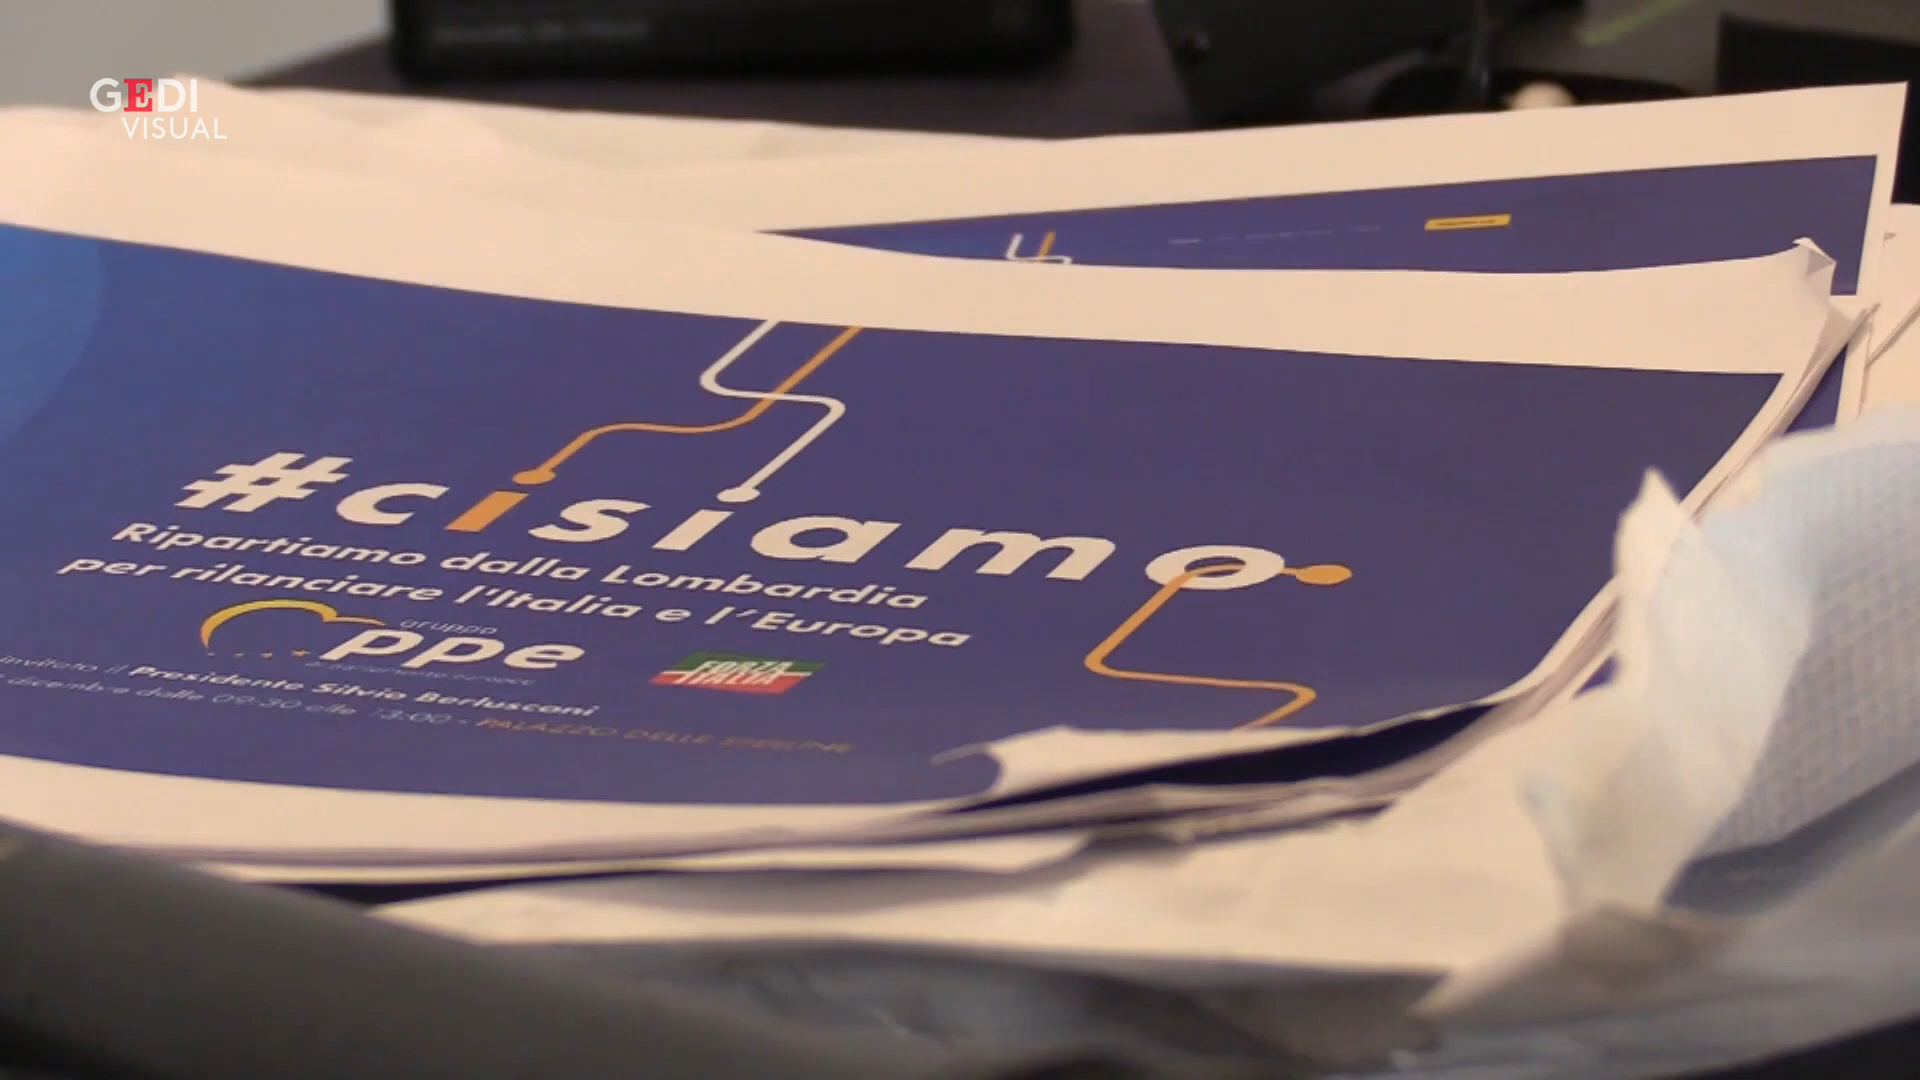 GEDI
VISUAL
#cisiamo
Ripartiamo dalla Lombardia
per rilanciare l'Italia e l'Europa
gruppo
ppe
FORZA
ITALIA
invitato il Presidente Silvio Berlusconi
dicembre dalle 09:30 alle 13:00 - PALAZZO DELLE STELLINE